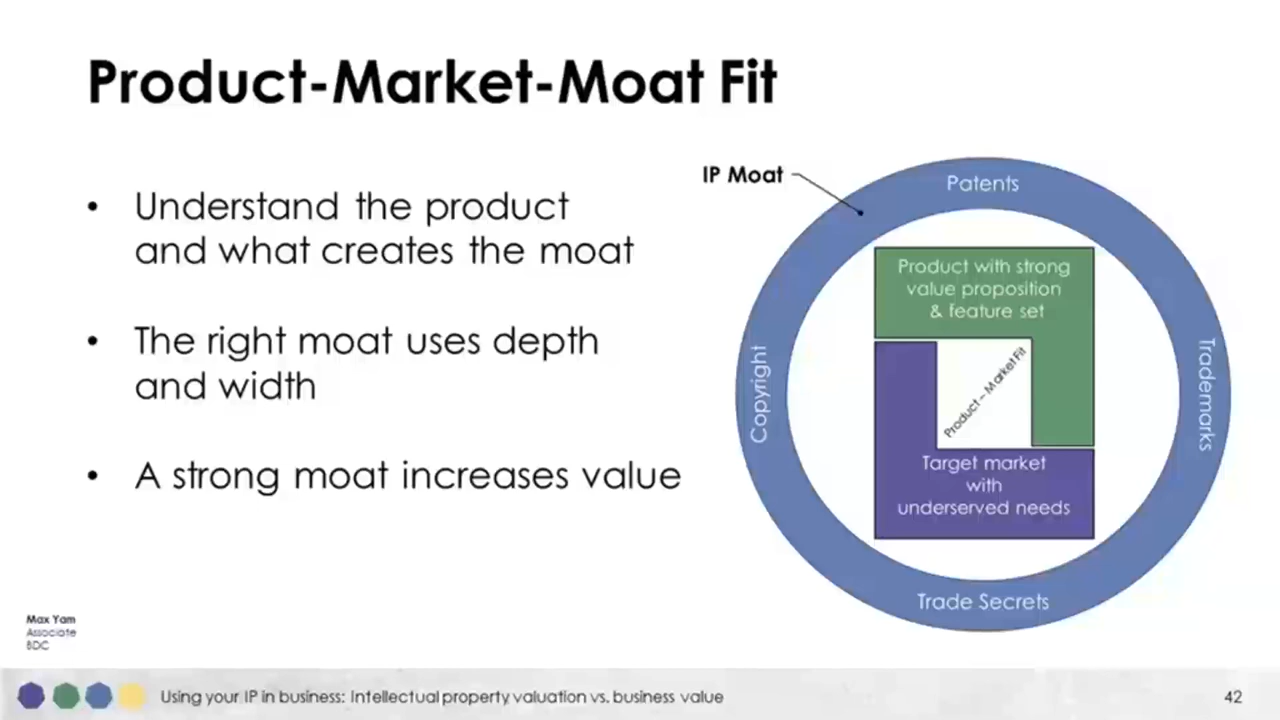 Product-Market-Moat Fit
• Understand the product
and what creates the moat
• The right moat uses depth
and width
• A strong moat increases value
IP Moat
Patents
Copyright
Trademarks
Trade Secrets
Product with strong
value proposition
& feature set
Product – Market Fit
Target market
with
underserved needs
Max Yam
Associate
BDC
Using your IP in business: Intellectual property valuation vs. business value
42